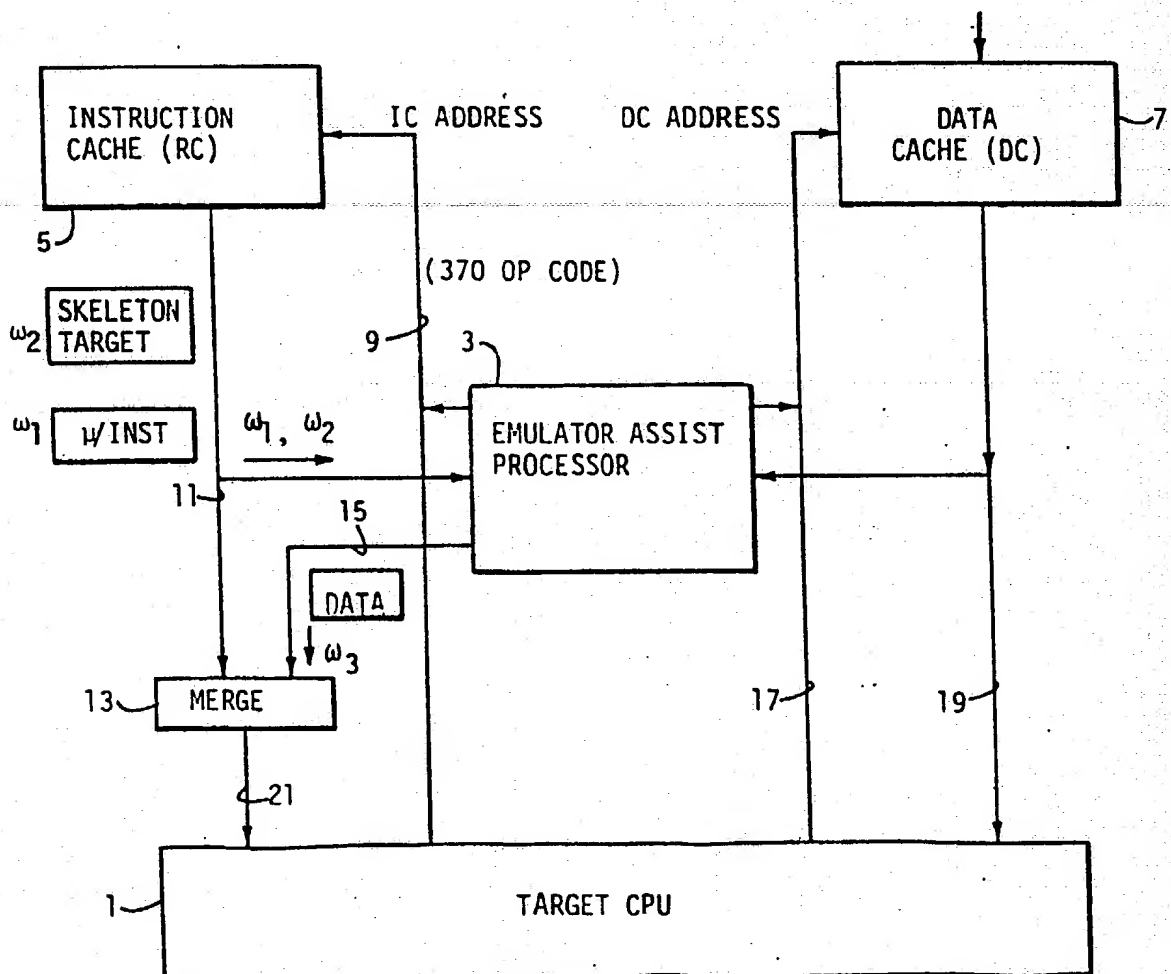 INSTRUCTION
CACHE (RC)
IC ADDRESS
DC ADDRESS
DATA
CACHE (DC)
7
5
(370 OP CODE)
SKELETON
TARGET
ω2
9
3
ω1
μ/INST
ω1, ω2
EMULATOR ASSIST
PROCESSOR
11
15
DATA
ω3
13
MERGE
17
19
21
1
TARGET CPU